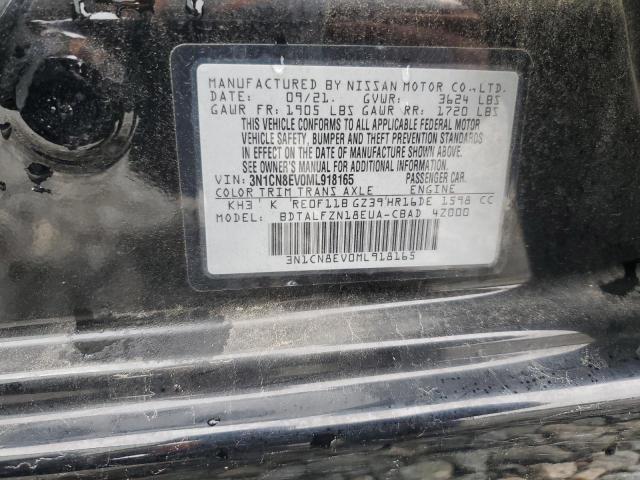 MANUFACTURED BY NISSAN MOTOR CO.,LTD.
DATE: 09/21. GVWR: 3624 LBS
GAWR FR: 1905 LBS GAWR RR: 1720 LBS
THIS VEHICLE CONFORMS TO ALL APPLICABLE FEDERAL MOTOR
VEHICLE SAFETY, BUMPER AND THEFT PREVENTION STANDARDS
IN EFFECT ON THE DATE OF MANUFACTURE SHOWN ABOVE.
SEE OWNER'S MANUAL FOR ADDITIONAL INFORMATION.
VIN: 3N1CN8EV0ML918165 PASSENGER CAR.
COLOR TRIM TRANS AXLE ENGINE
KH3 K RE0F11B GZ39 HR16DE 1598 CC
MODEL: BDTALFZN18EUA-CBAD 4Z000
3N1CN8EV0ML918165